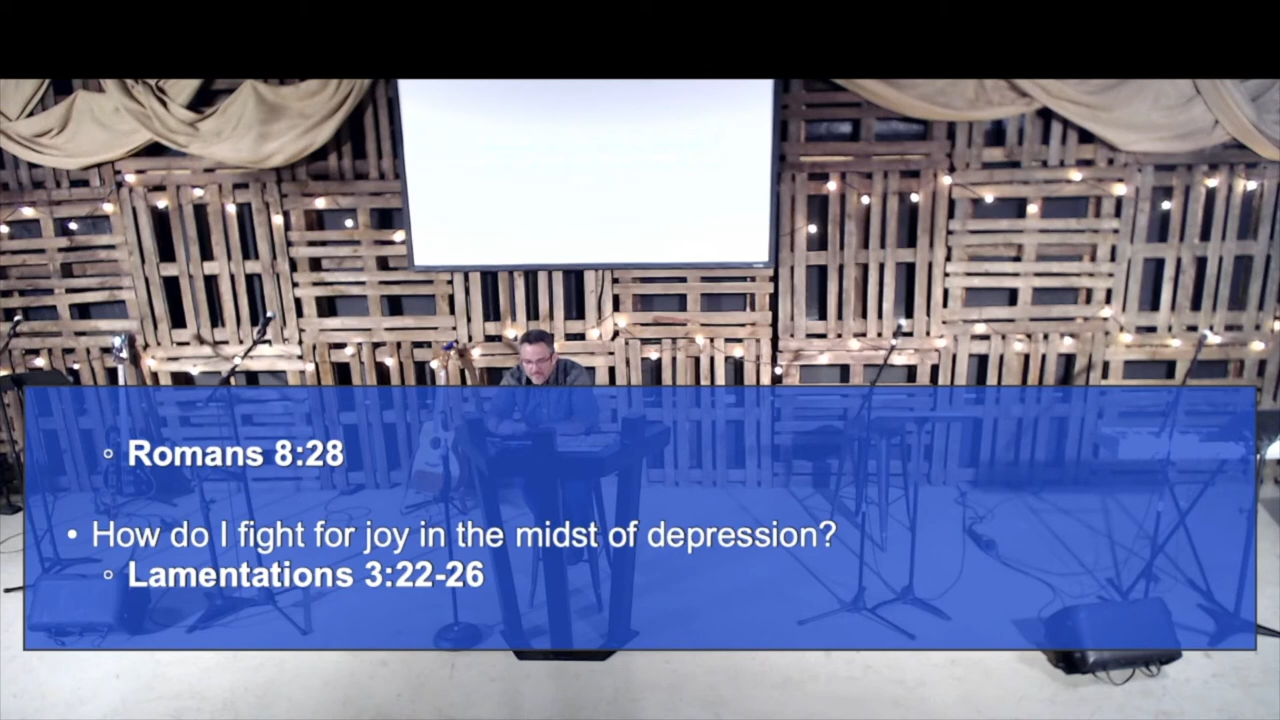 ◦ Romans 8:28
• How do I fight for joy in the midst of depression?
◦ Lamentations 3:22-26